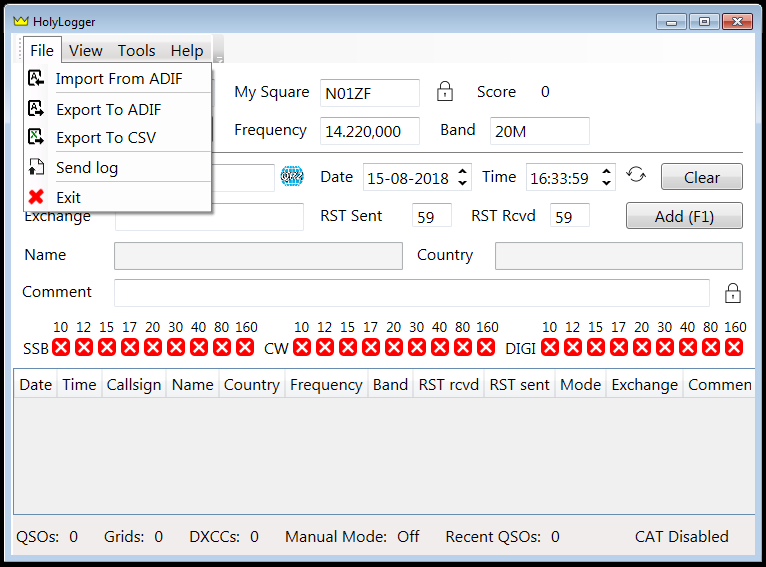 HolyLogger
File View Tools Help
Import From ADIF
My Square N01ZF Score 0
Export To ADIF
Frequency 14.220,000 Band 20M
Export To CSV
Send log
Date 15-08-2018 Time 16:33:59 Clear
Exit
Exchange RST Sent 59 RST Rcvd 59 Add (F1)
Name Country
Comment
10 12 15 17 20 30 40 80 160 10 12 15 17 20 30 40 80 160 10 12 15 17 20 30 40 80 160
SSB CW DIGI
Date Time Callsign Name Country Frequency Band RST rcvd RST sent Mode Exchange Commen
QSOs: 0 Grids: 0 DXCCs: 0 Manual Mode: Off Recent QSOs: 0 CAT Disabled